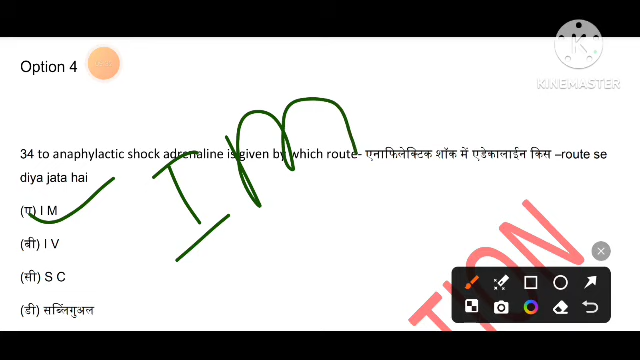 K
KINEMASTER
Option 4
34 to anaphylactic shock adrenaline is given by which route- एनाफिलेक्टिक शॉक में एडेकालाईन किस –route se
diya jata hai
I M
(ए) I M
(बी) I V
(सी) S C
(डी) सब्लिंगुअल
TION